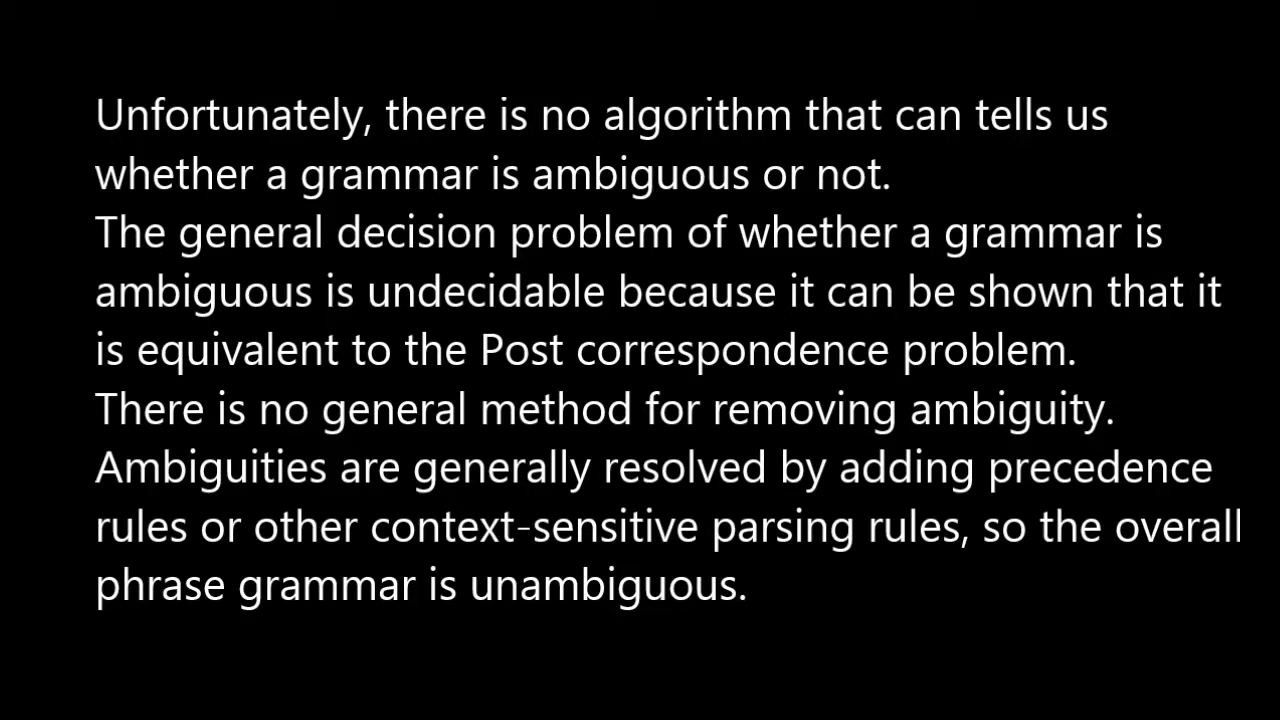 Unfortunately, there is no algorithm that can tells us
whether a grammar is ambiguous or not.
The general decision problem of whether a grammar is
ambiguous is undecidable because it can be shown that it
is equivalent to the Post correspondence problem.
There is no general method for removing ambiguity.
Ambiguities are generally resolved by adding precedence
rules or other context-sensitive parsing rules, so the overall
phrase grammar is unambiguous.